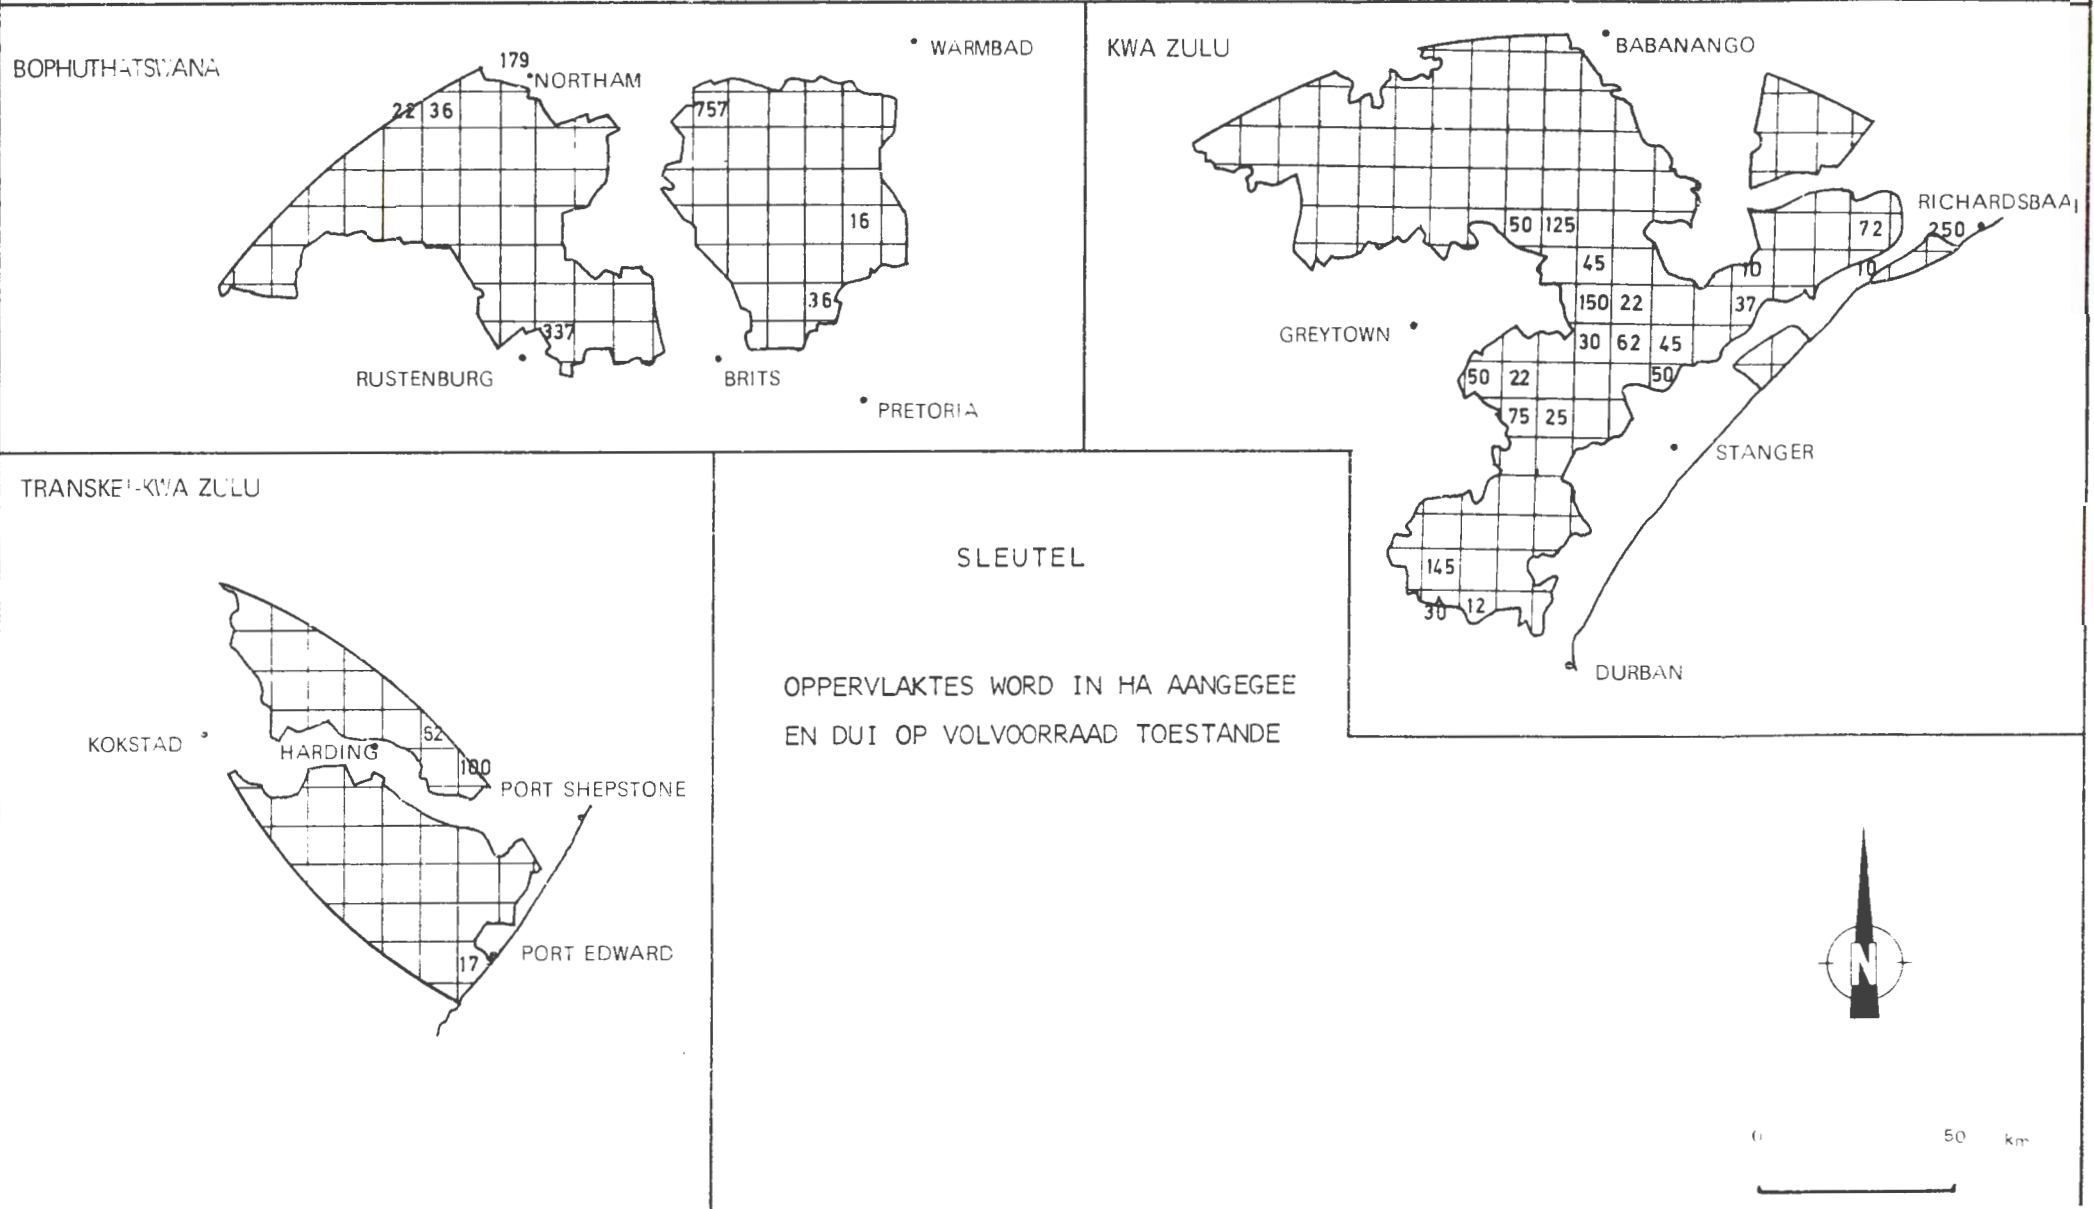 BOPHUTHATSWANA
179
NORTHAM
WARMBAD
22 36
757
16
36
337
RUSTENBURG
BRITS
PRETORIA
KWA ZULU
BABANANGO
RICHARDSBAAI
50 125
72
250
45
10
10
150 22
37
GREYTOWN
30 62 45
50 22
50
75 25
STANGER
145
30 12
DURBAN
TRANSKEI-KWA ZULU
KOKSTAD
HARDING
52
100
PORT SHEPSTONE
17
PORT EDWARD
SLEUTEL
OPPERVLAKTES WORD IN HA AANGEGEE
EN DUI OP VOLVOORRAAD TOESTANDE
N
0 50 km